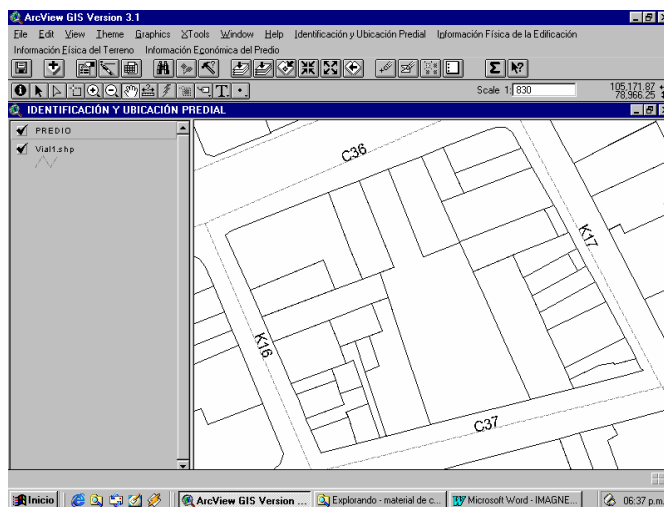 ArcView GIS Version 3.1
File Edit View Theme Graphics XTools Window Help Identificación y Ubicación Predial Información Física de la Edificación
Información Física del Terreno Información Económica del Predio
Scale 1: 830
105,171.87
78,966.25
IDENTIFICACIÓN Y UBICACIÓN PREDIAL
PREDIO
Vial1.shp
C36
K17
K16
C37
Inicio
ArcView GIS Version ...
Explorando - material de c...
Microsoft Word - IMAGNE...
06:37 p.m.